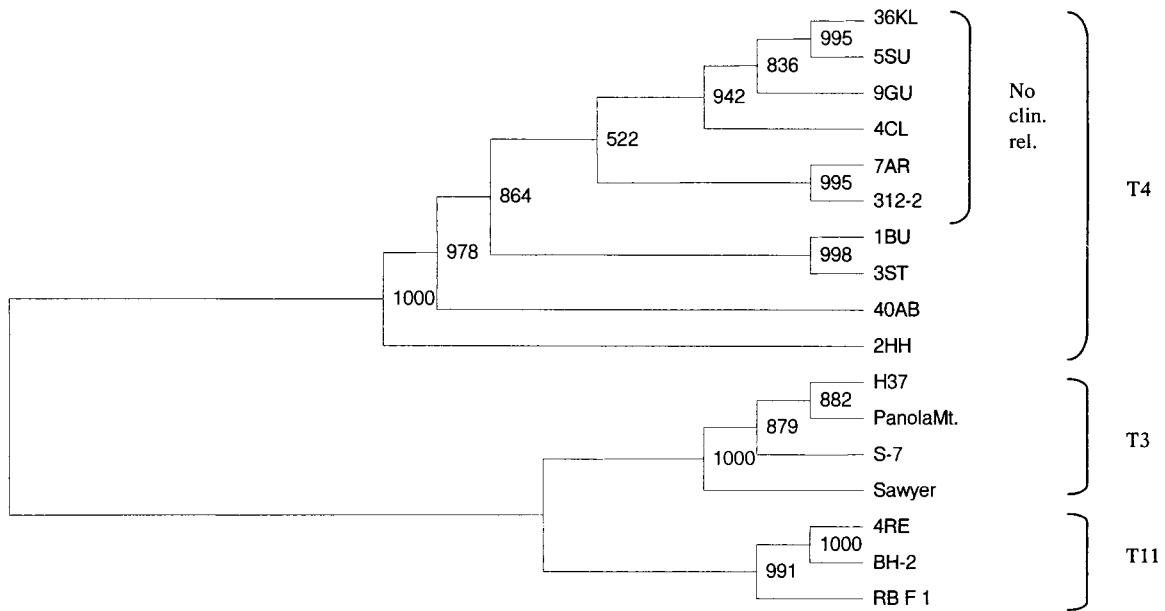 36KL
995
5SU
836
9GU
942
4CL
522
7AR
995
312-2
864
1BU
998
3ST
978
40AB
1000
2HH
No
clin.
rel.
T4
H37
882
PanolaMt.
879
S-7
1000
Sawyer
T3
4RE
1000
BH-2
991
RB F 1
T11